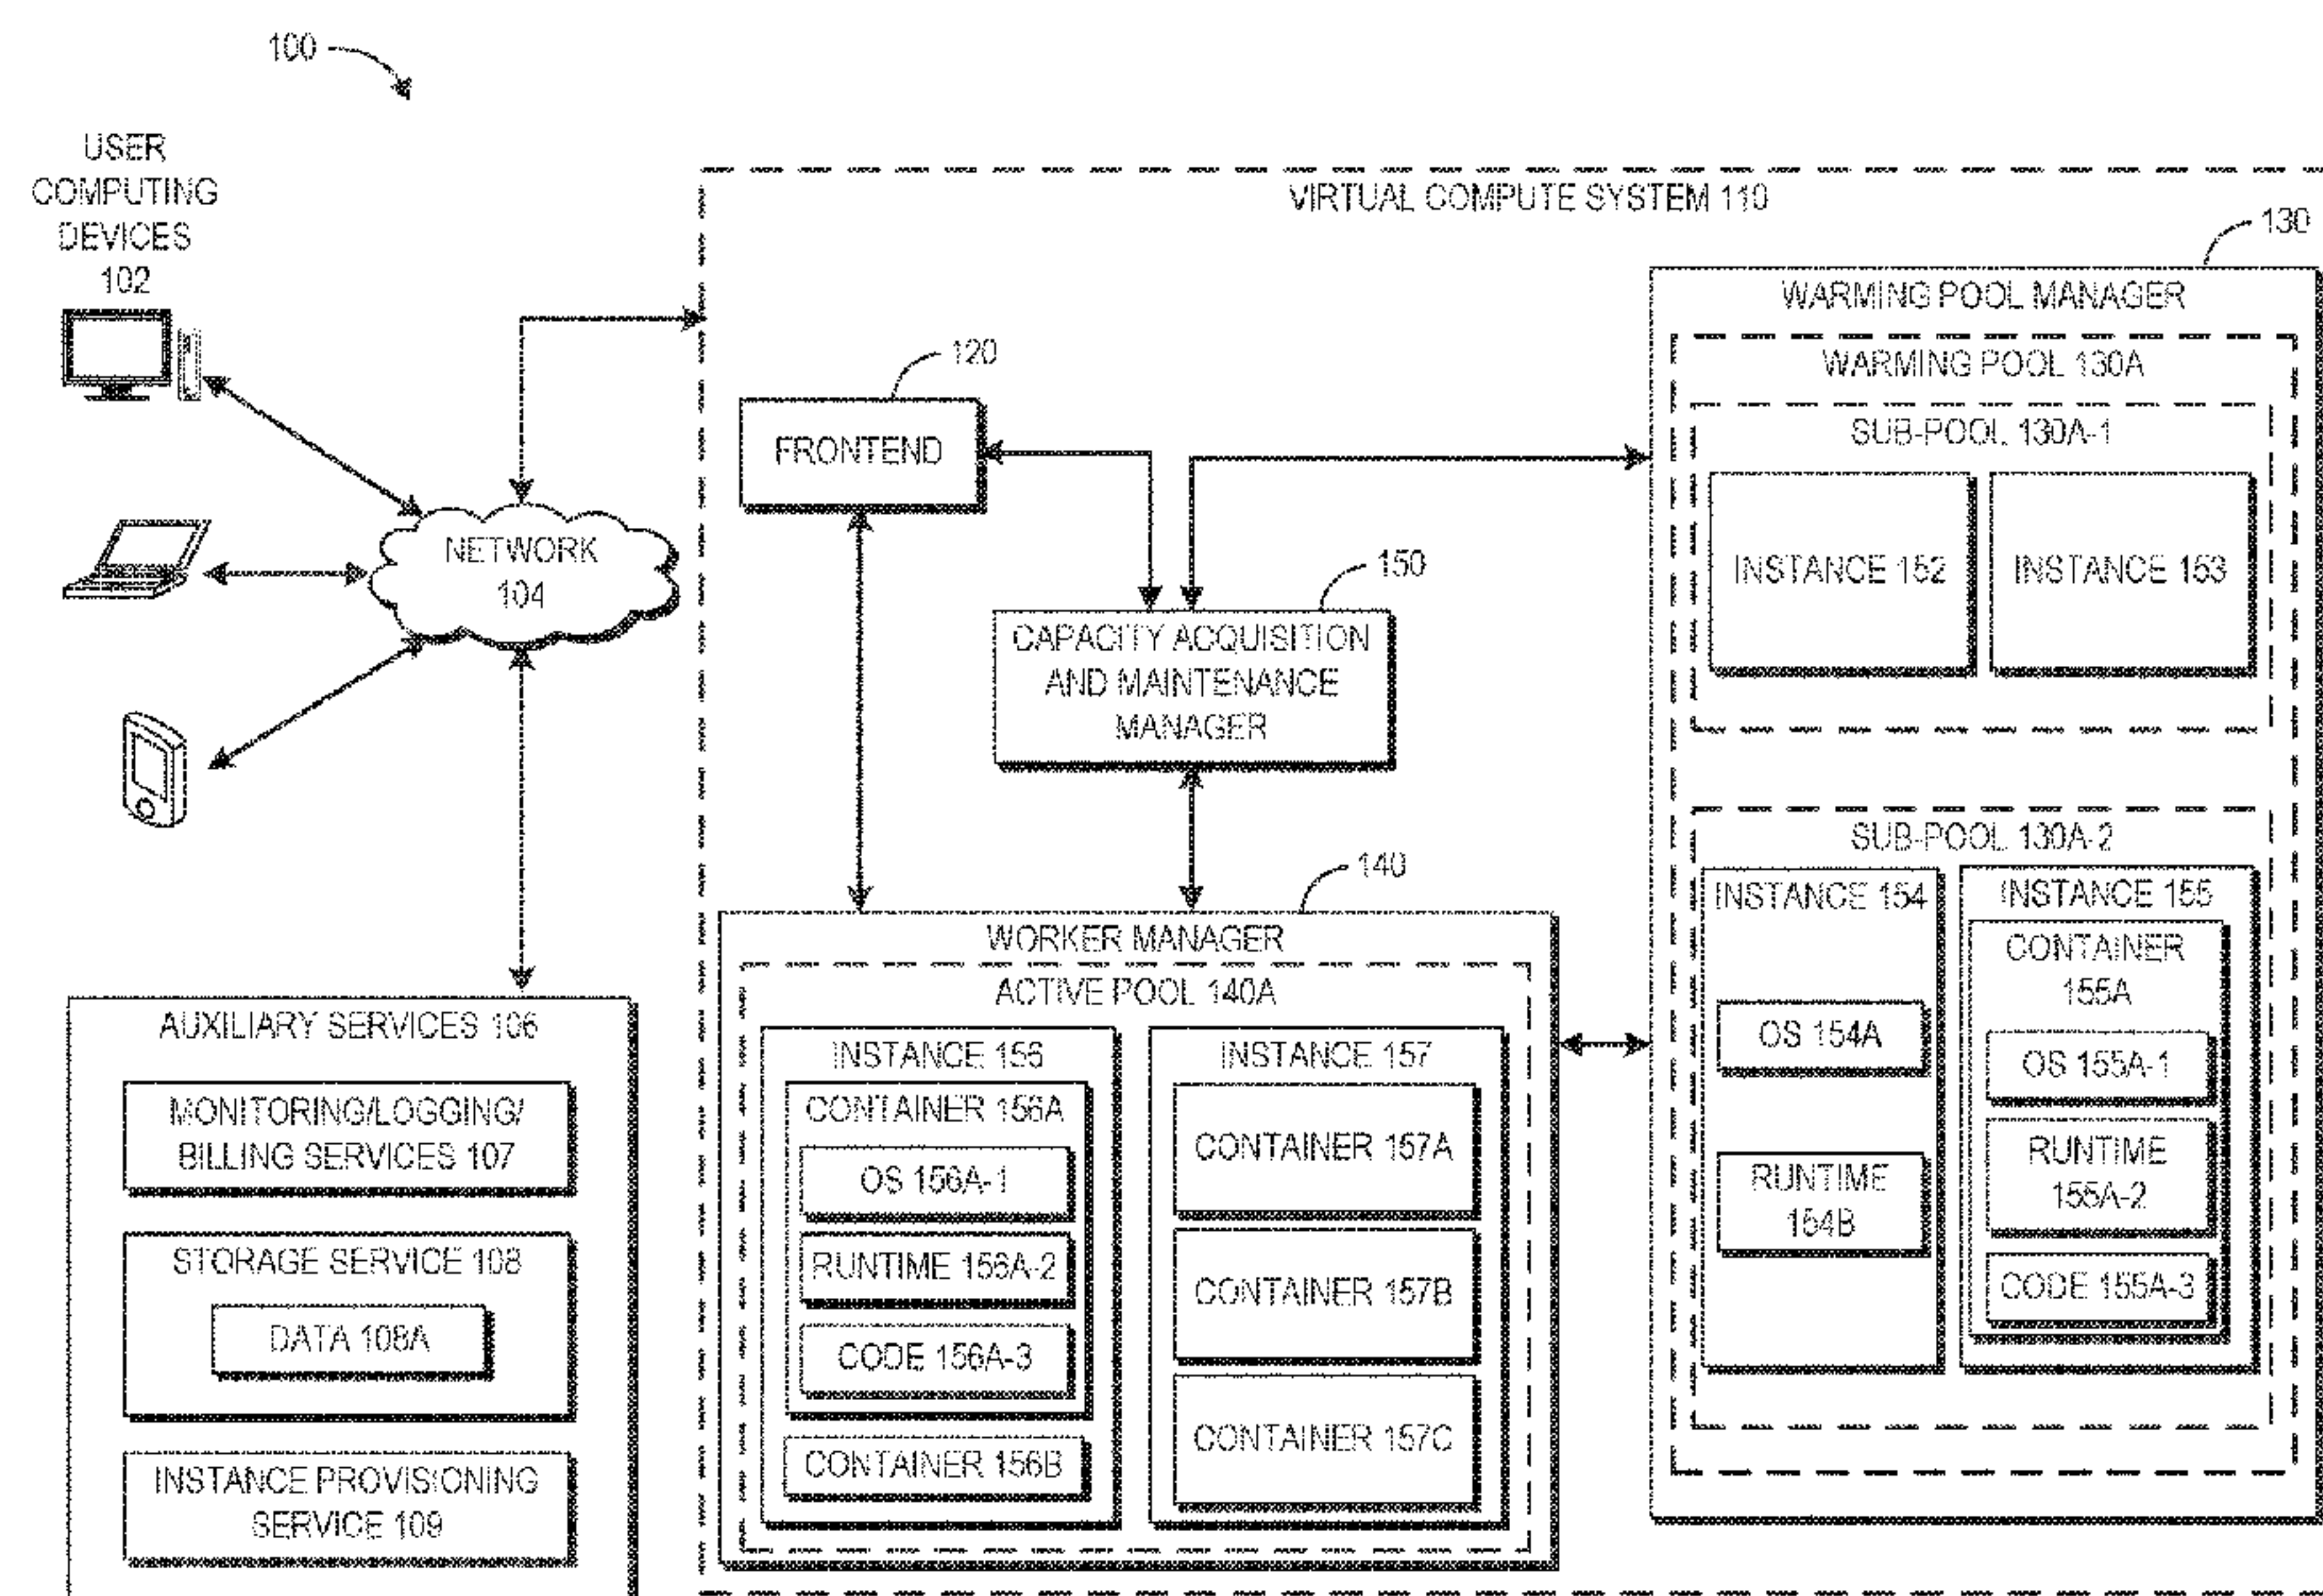 100
USER
COMPUTING
DEVICES
102
NETWORK
104
AUXILIARY SERVICES 106
MONITORING/LOGGING/
BILLING SERVICES 107
STORAGE SERVICE 108
DATA 108A
INSTANCE PROVISIONING
SERVICE 109
VIRTUAL COMPUTE SYSTEM 110
120
FRONTEND
150
CAPACITY ACQUISITION
AND MAINTENANCE
MANAGER
140
WORKER MANAGER
ACTIVE POOL 140A
INSTANCE 156
CONTAINER 156A
OS 156A-1
RUNTIME 156A-2
CODE 156A-3
CONTAINER 156B
INSTANCE 157
CONTAINER 157A
CONTAINER 157B
CONTAINER 157C
130
WARMING POOL MANAGER
WARMING POOL 130A
SUB-POOL 130A-1
INSTANCE 152
INSTANCE 153
SUB-POOL 130A-2
INSTANCE 154
OS 154A
RUNTIME
154B
INSTANCE 155
CONTAINER
155A
OS 155A-1
RUNTIME
155A-2
CODE 155A-3